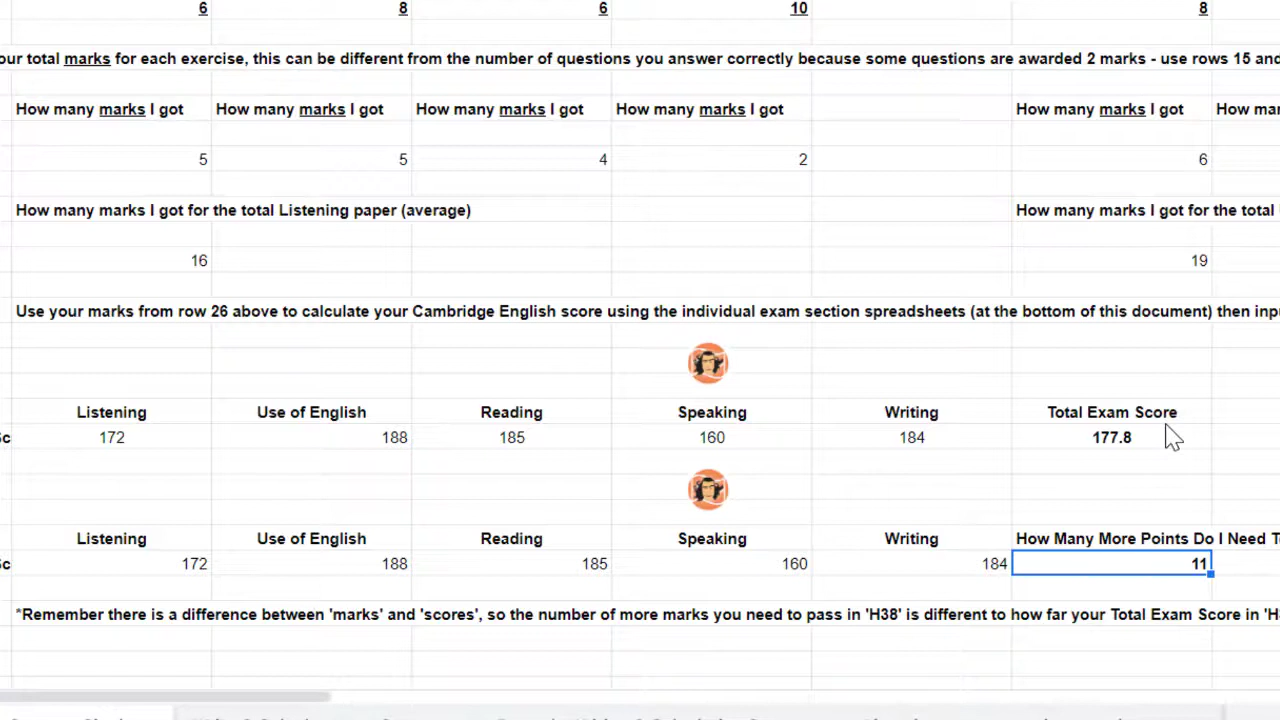 6 8 6 10 8
our total marks for each exercise, this can be different from the number of questions you answer correctly because some questions are awarded 2 marks - use rows 15 and
How many marks I got How many marks I got How many marks I got How many marks I got How many marks I got How
5 5 4 2 6
How many marks I got for the total Listening paper (average) How many marks I got for the total
16 19
Use your marks from row 26 above to calculate your Cambridge English score using the individual exam section spreadsheets (at the bottom of this document) then
Listening Use of English Reading Speaking Writing Total Exam Score
172 188 185 160 184 177.8
Listening Use of English Reading Speaking Writing How Many More Points Do I Need
172 188 185 160 184 11
*Remember there is a difference between 'marks' and 'scores', so the number of more marks you need to pass in 'H38' is different to how far your Total Exam Score in